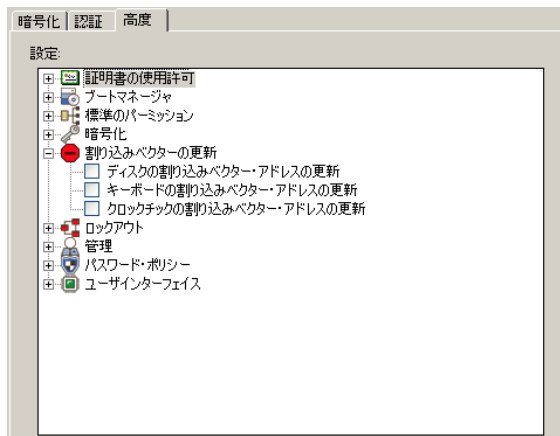 暗号化 認証 高度
設定:
証明書の使用許可
ブートマネージャ
標準のパーミッション
暗号化
割り込みベクターの更新
ディスクの割り込みベクター・アドレスの更新
キーボードの割り込みベクター・アドレスの更新
クロックチックの割り込みベクター・アドレスの更新
ロックアウト
管理
パスワード・ポリシー
ユーザインターフェイス